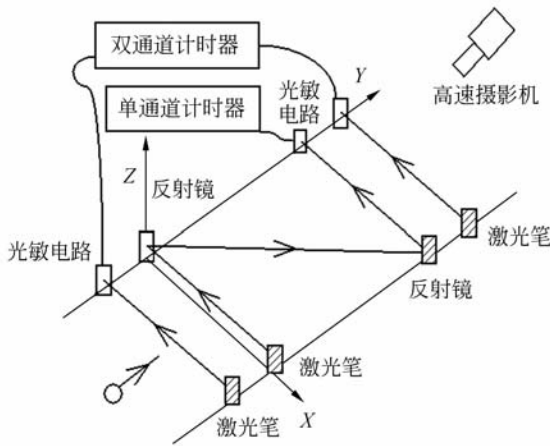 双通道计时器
单通道计时器
光敏
电路
Y
高速摄影机
Z
反射镜
光敏电路
激光笔
反射镜
激光笔
激光笔
X